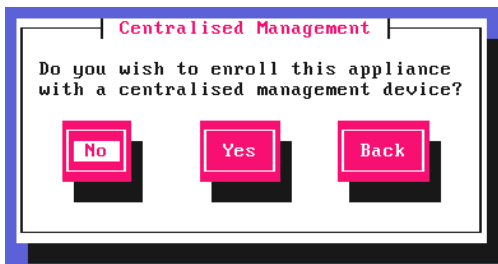 Centralised Management
Do you wish to enroll this appliance
with a centralised management device?
No Yes Back